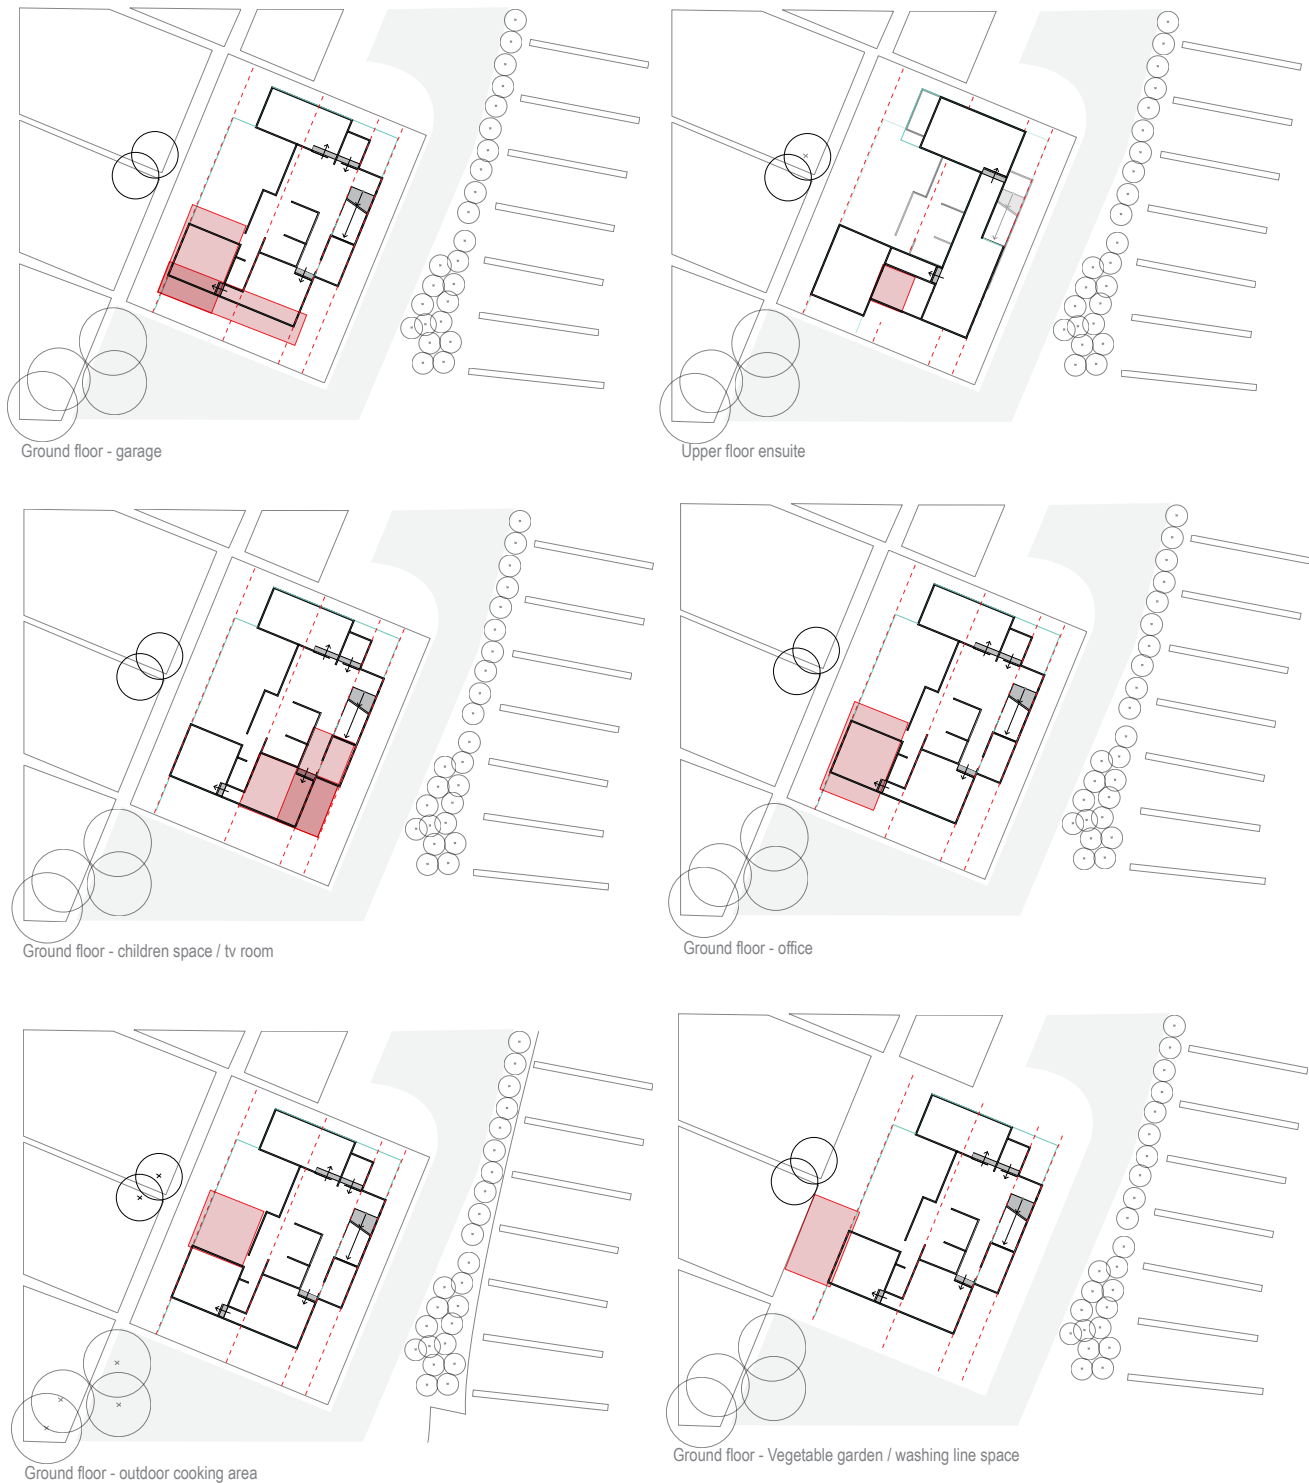 Ground floor - garage
Upper floor ensuite
Ground floor - children space / tv room
Ground floor - office
Ground floor - outdoor cooking area
Ground floor - Vegetable garden / washing line space